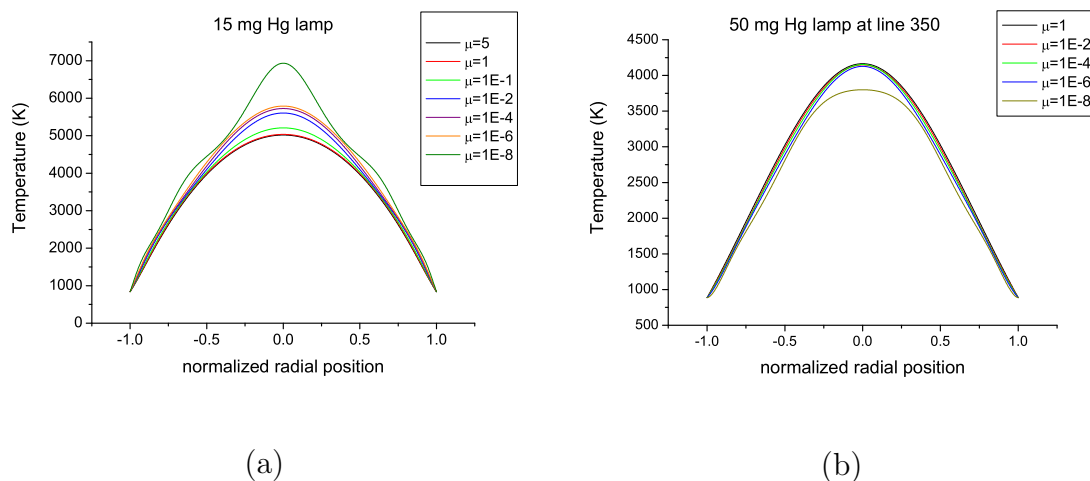 15 mg Hg lamp
7000
6000
5000
4000
3000
2000
1000
0
Temperature (K)
-1.0 -0.5 0.0 0.5 1.0
normalized radial position
μ=5
μ=1
μ=1E-1
μ=1E-2
μ=1E-4
μ=1E-6
μ=1E-8
(a)
50 mg Hg lamp at line 350
4500
4000
3500
3000
2500
2000
1500
1000
500
Temperature (K)
-1.0 -0.5 0.0 0.5 1.0
normalized radial position
μ=1
μ=1E-2
μ=1E-4
μ=1E-6
μ=1E-8
(b)